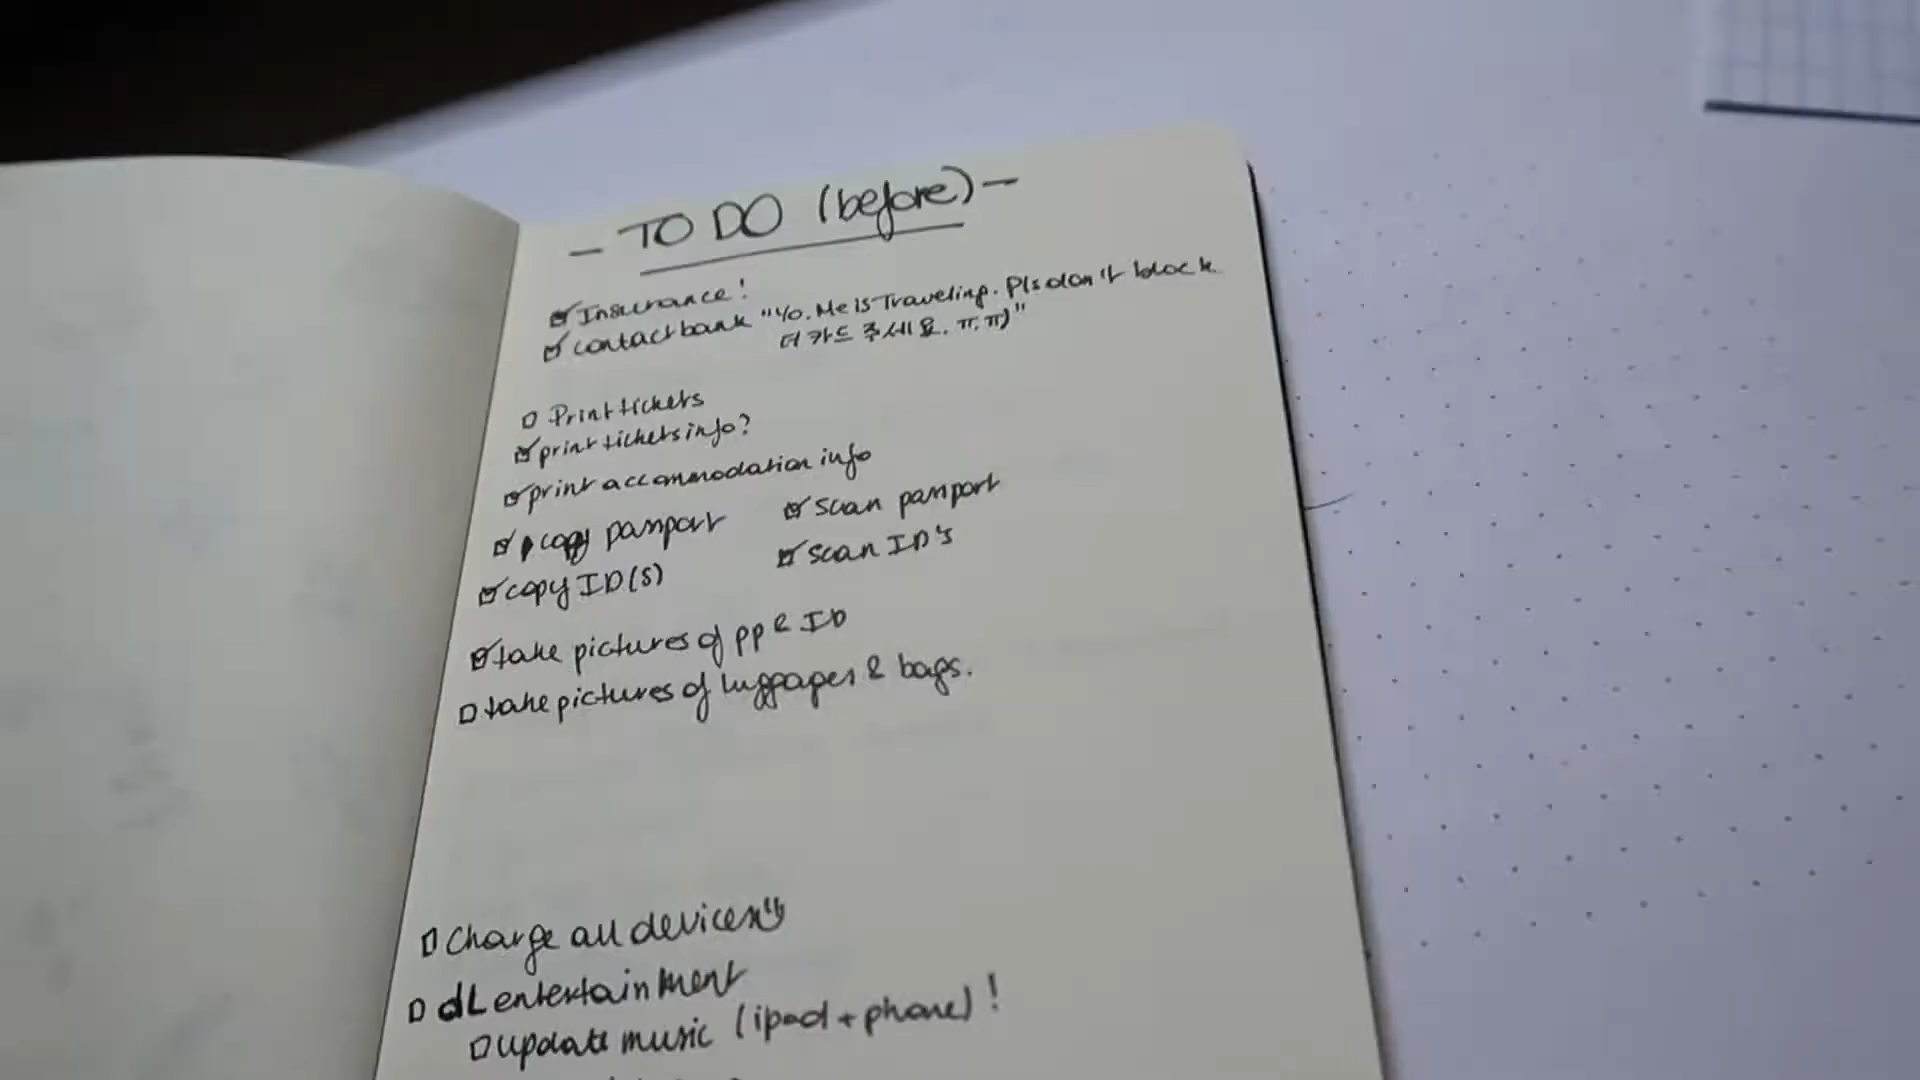 - TO DO (before) -
Insurance!
contact bank "Yo. Me is Traveling. Pls don't block
더 카드 주세요. ㅠ.ㅠ)"
Print tickets
print tickets info?
print accommodation info
copy passport
scan passport
copy ID(s)
scan ID's
take pictures of pp & ID
take pictures of luggages & bags.
Charge all devices
dL entertainment
update music (ipad + phone)!